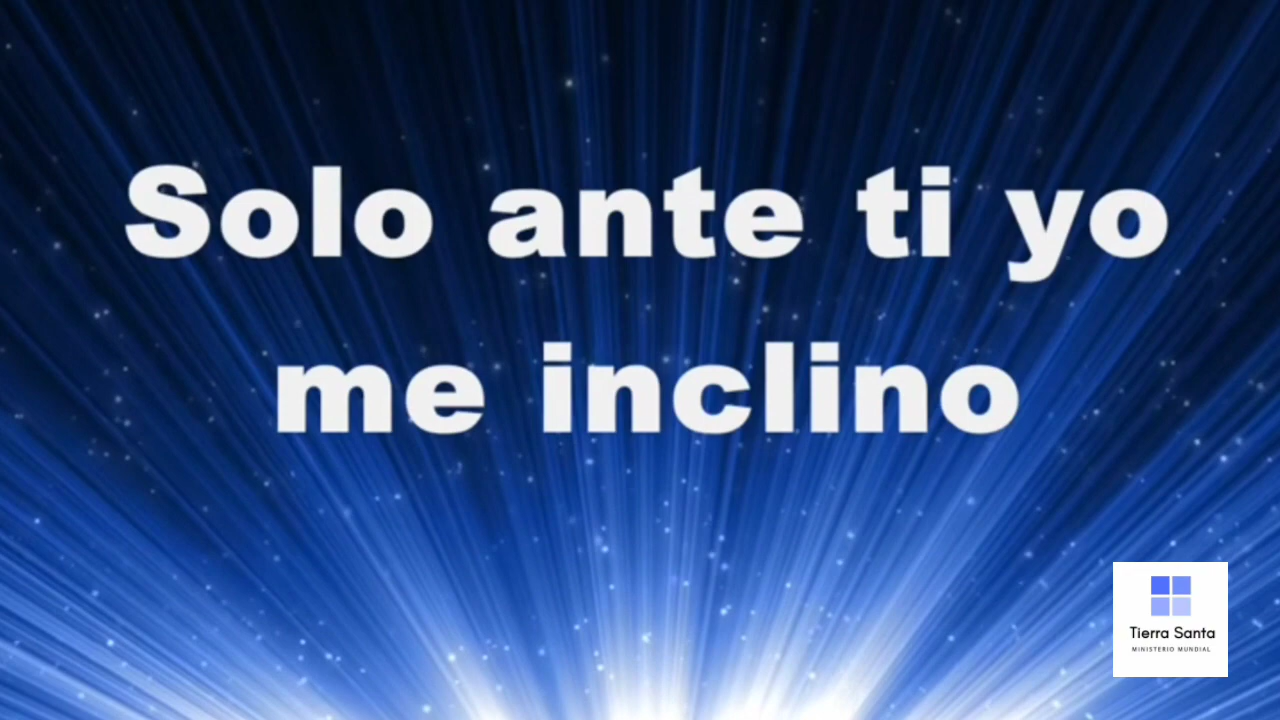 Solo ante ti yo
me inclino
Tierra Santa
MINISTERIO MUNDIAL